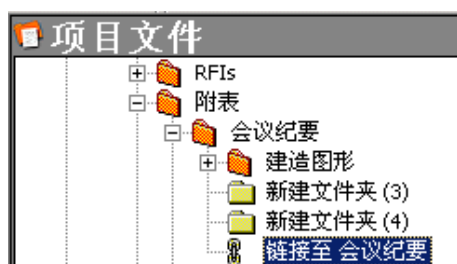 项目文件
RFIs
附表
会议纪要
建造图形
新建文件夹 (3)
新建文件夹 (4)
链接至 会议纪要